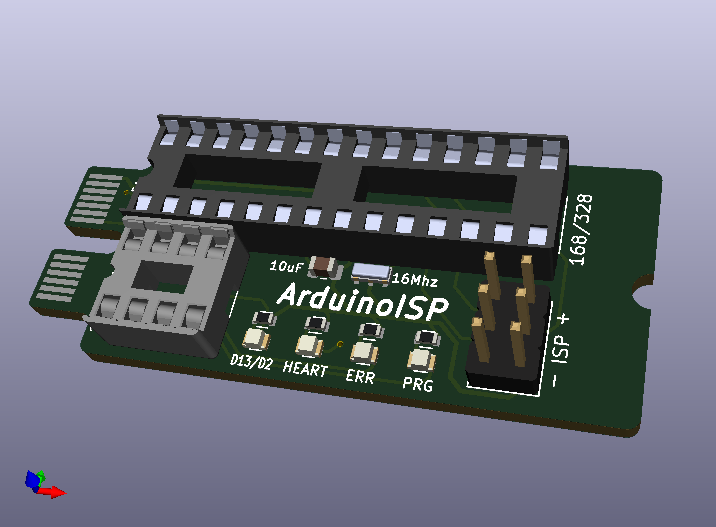 168/328
10uF
16Mhz
ArduinoISP
D13/D2 HEART ERR PRG
– ISP +